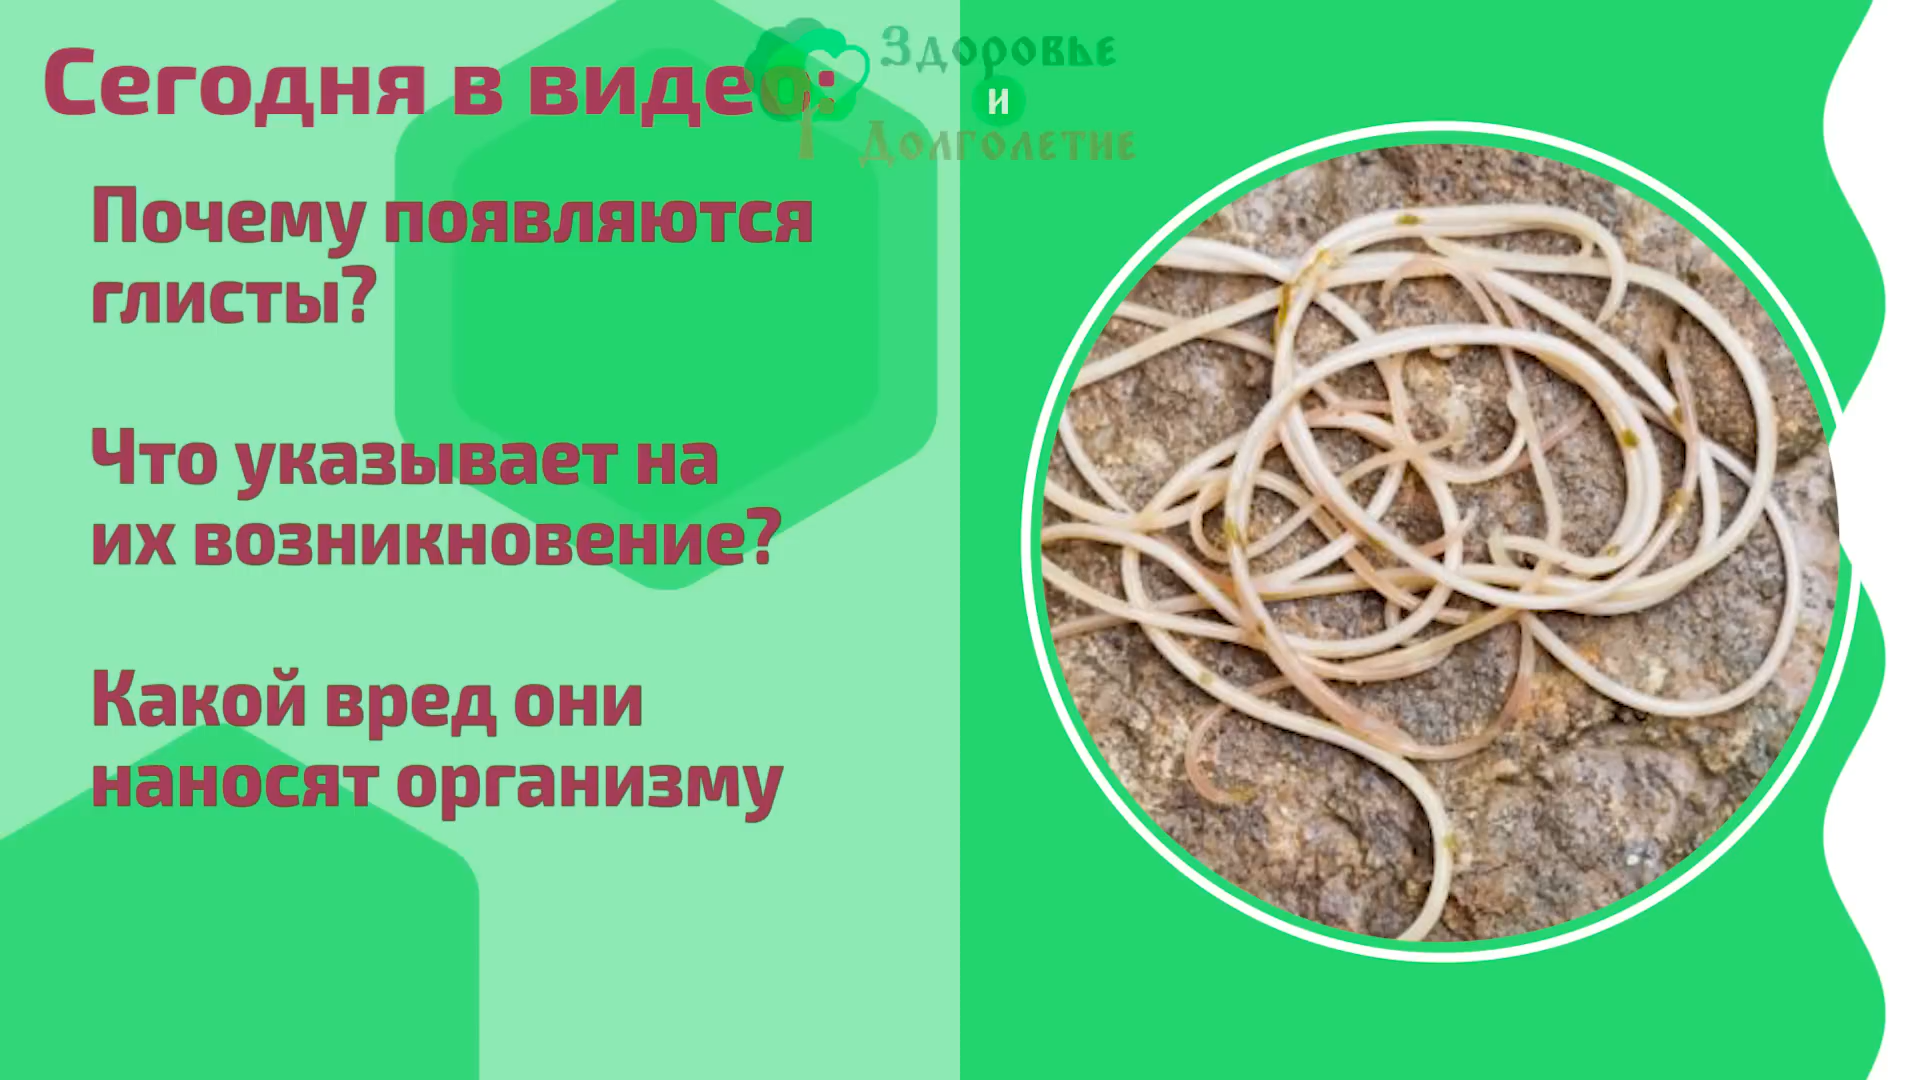 Сегодня в видео:
Здоровье
и
Долголетие
Почему появляются
глисты?
Что указывает на
их возникновение?
Какой вред они
наносят организму